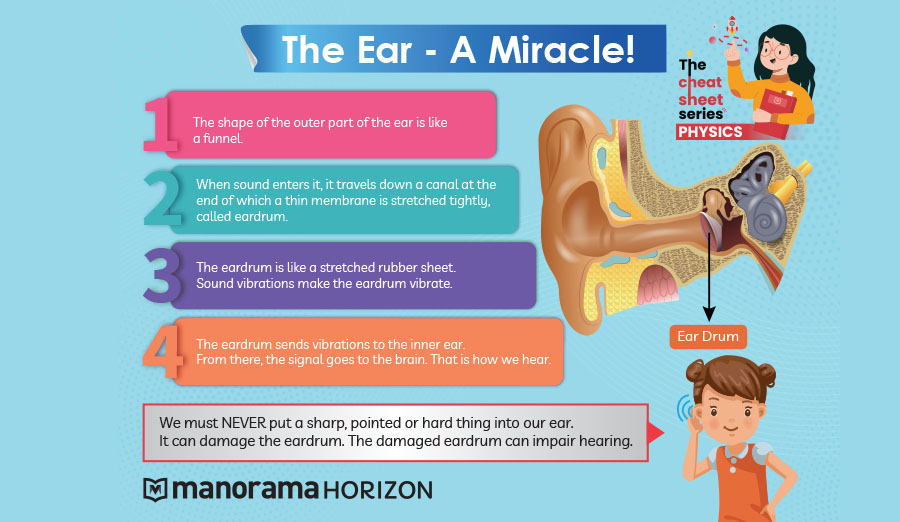 The Ear - A Miracle!
The
cheat
sheet
series
PHYSICS
1
The shape of the outer part of the ear is like
a funnel.
2
When sound enters it, it travels down a canal at the
end of which a thin membrane is stretched tightly,
called eardrum.
3
The eardrum is like a stretched rubber sheet.
Sound vibrations make the eardrum vibrate.
4
The eardrum sends vibrations to the inner ear.
From there, the signal goes to the brain. That is how we hear.
Ear Drum
We must NEVER put a sharp, pointed or hard thing into our ear.
It can damage the eardrum. The damaged eardrum can impair hearing.
manorama HORIZON